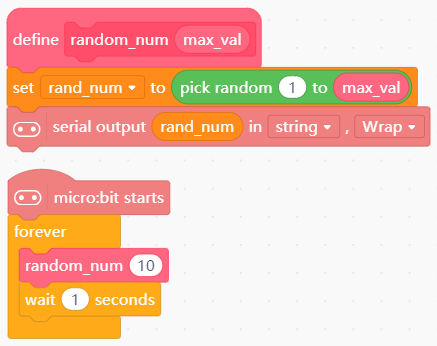 define random_num max_val
set rand_num to pick random 1 to max_val
serial output rand_num in string , Wrap
micro:bit starts
forever
random_num 10
wait 1 seconds